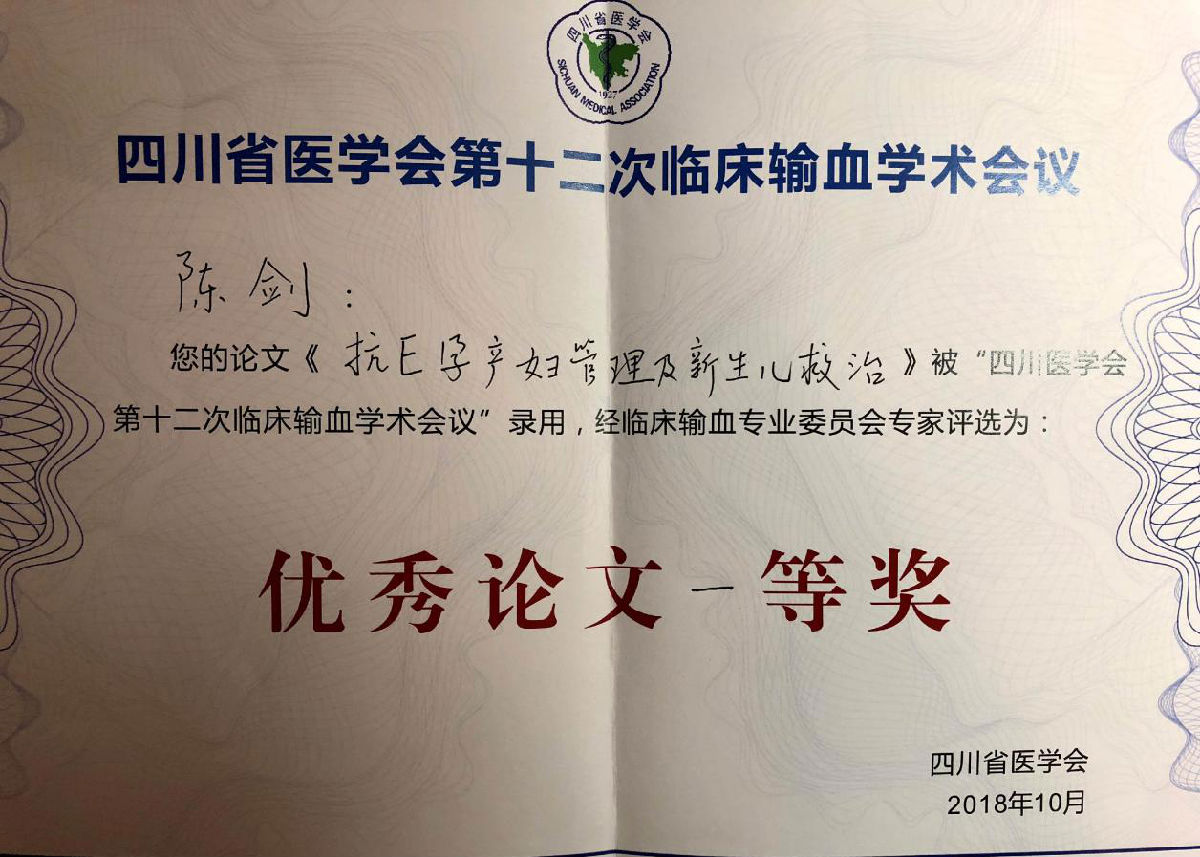 四川省医学会
1937
SICHUAN MEDICAL ASSOCIATION
四川省医学会第十二次临床输血学术会议
陈剑：
您的论文《抗E孕产妇管理及新生儿救治》被“四川医学会
第十二次临床输血学术会议”录用，经临床输血专业委员会专家评选为：
优秀论文一等奖
四川省医学会
2018年10月